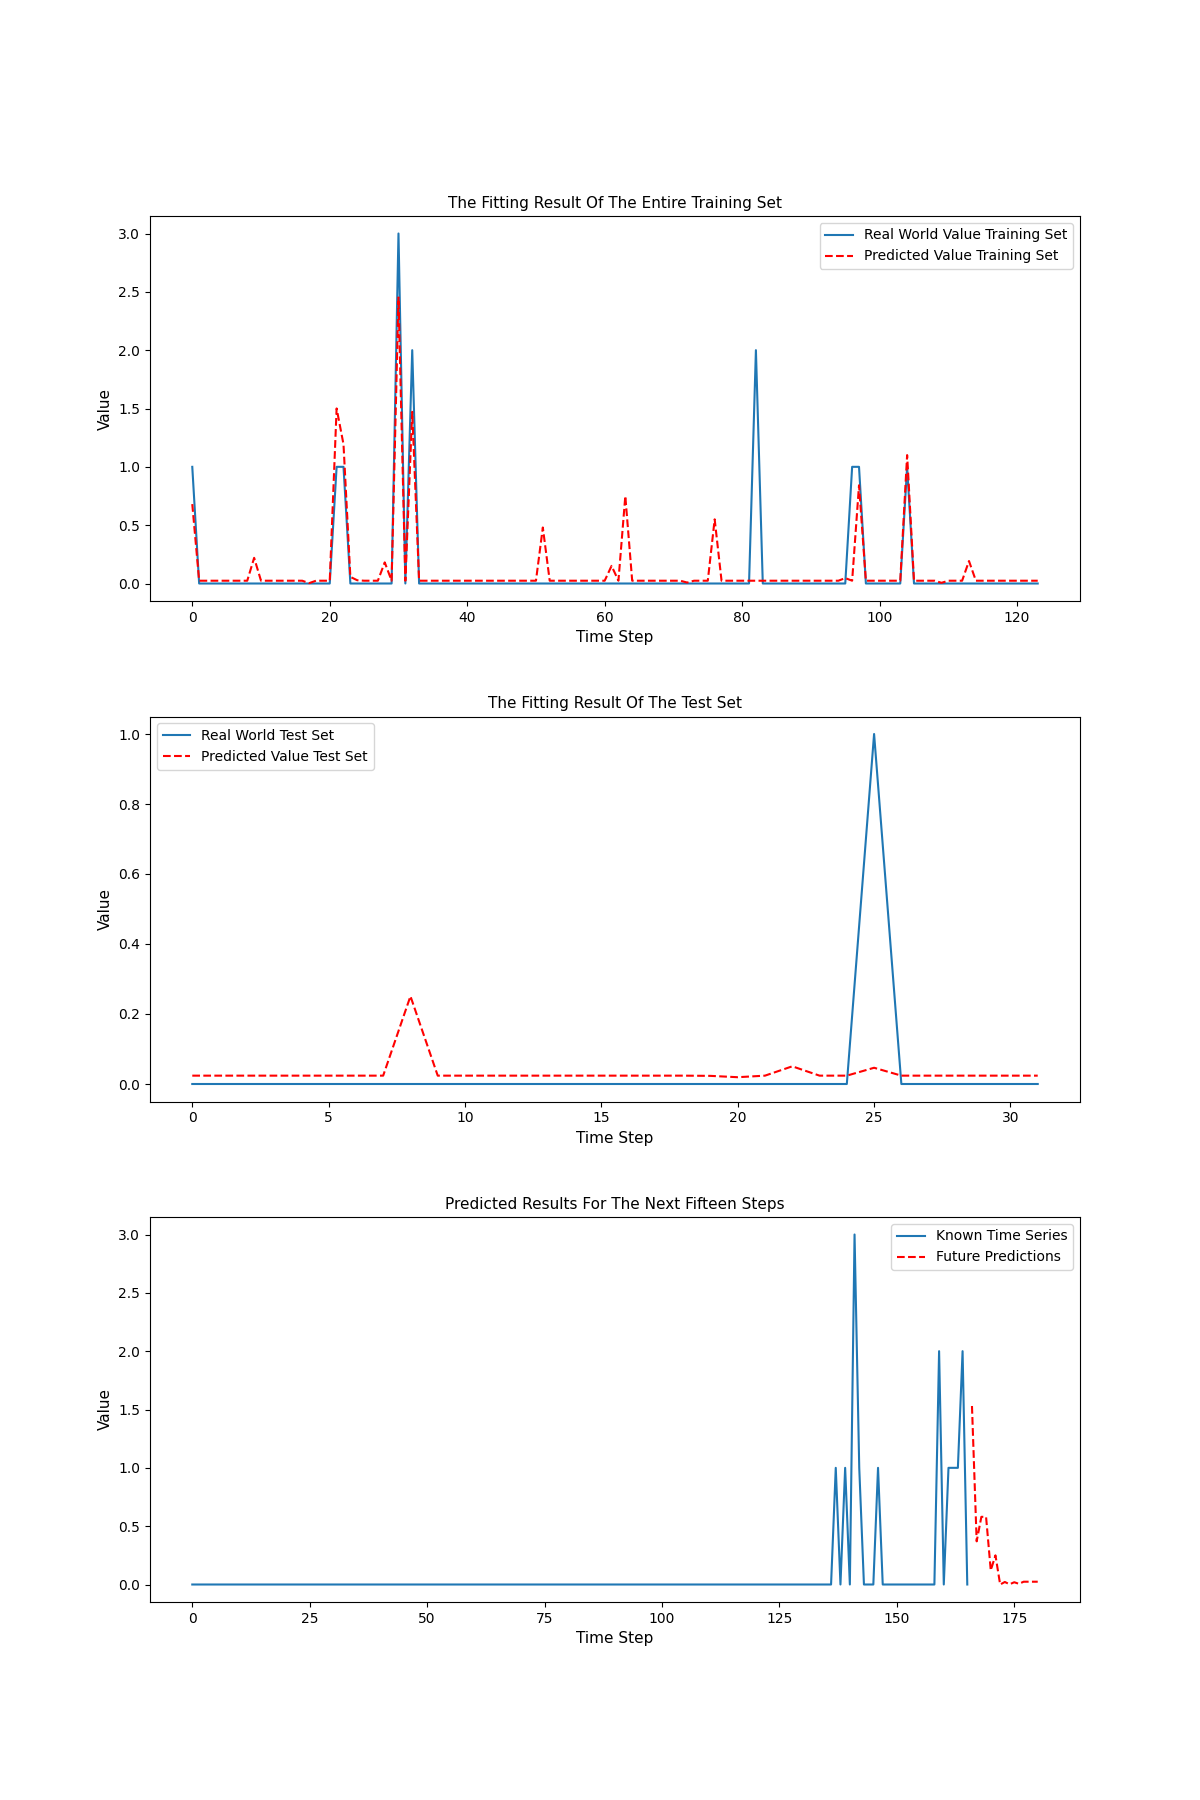 The Fitting Result Of The Entire Training Set
Real World Value Training Set
Predicted Value Training Set
3.0
2.5
2.0
1.5
1.0
0.5
0.0
Value
0 20 40 60 80 100 120
Time Step
The Fitting Result Of The Test Set
Real World Test Set
Predicted Value Test Set
1.0
0.8
0.6
0.4
0.2
0.0
Value
0 5 10 15 20 25 30
Time Step
Predicted Results For The Next Fifteen Steps
Known Time Series
Future Predictions
3.0
2.5
2.0
1.5
1.0
0.5
0.0
Value
0 25 50 75 100 125 150 175
Time Step